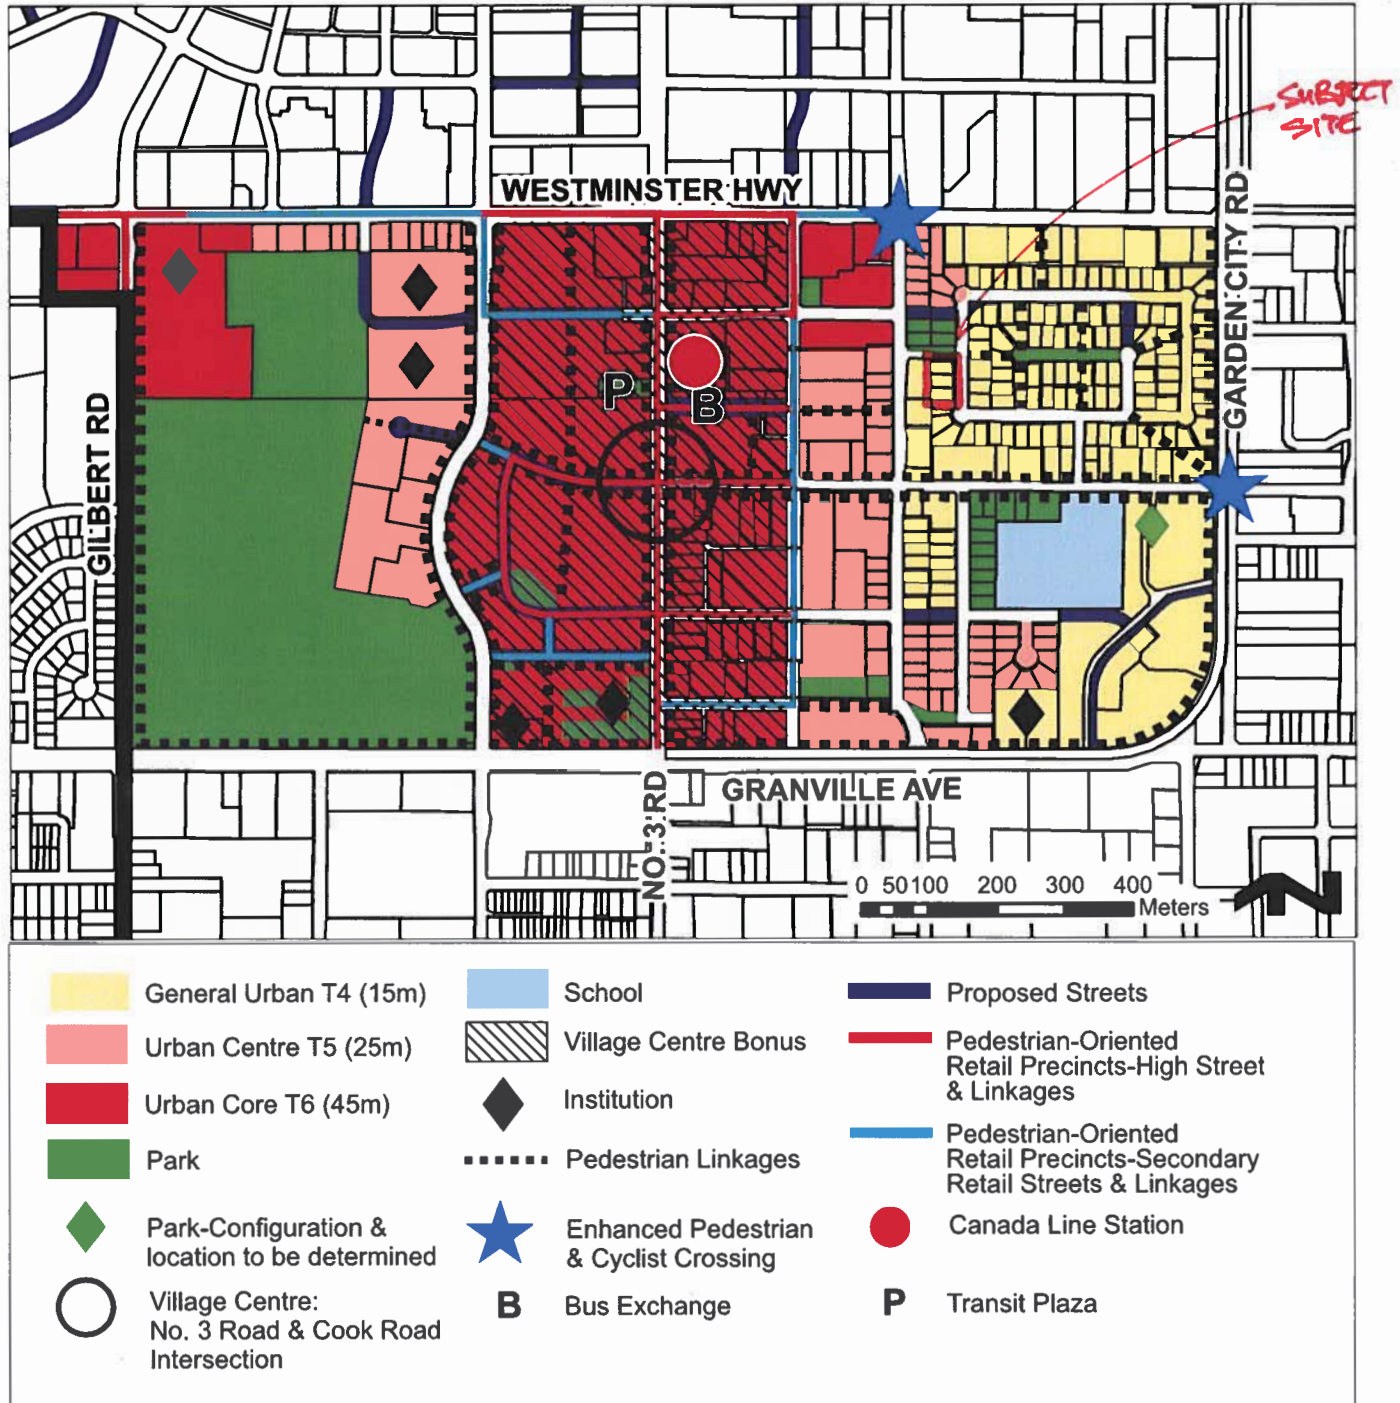 SUBJECT
SITE
WESTMINSTER HWY
GARDEN CITY RD
GILBERT RD
P
B
NO. 3 RD
GRANVILLE AVE
0 50 100 200 300 400
Meters
N
General Urban T4 (15m)
Urban Centre T5 (25m)
Urban Core T6 (45m)
Park
Park-Configuration &
location to be determined
Village Centre:
No. 3 Road & Cook Road
Intersection
School
Village Centre Bonus
Institution
Pedestrian Linkages
Enhanced Pedestrian
& Cyclist Crossing
B Bus Exchange
Proposed Streets
Pedestrian-Oriented
Retail Precincts-High Street
& Linkages
Pedestrian-Oriented
Retail Precincts-Secondary
Retail Streets & Linkages
Canada Line Station
P Transit Plaza